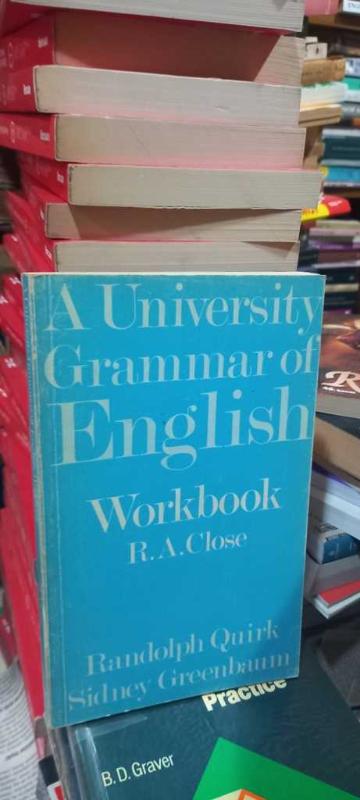 A University
Grammar of
English
Workbook
R.A.Close
Randolph Quirk
Sidney Greenbaum
Practice
B.D. Graver